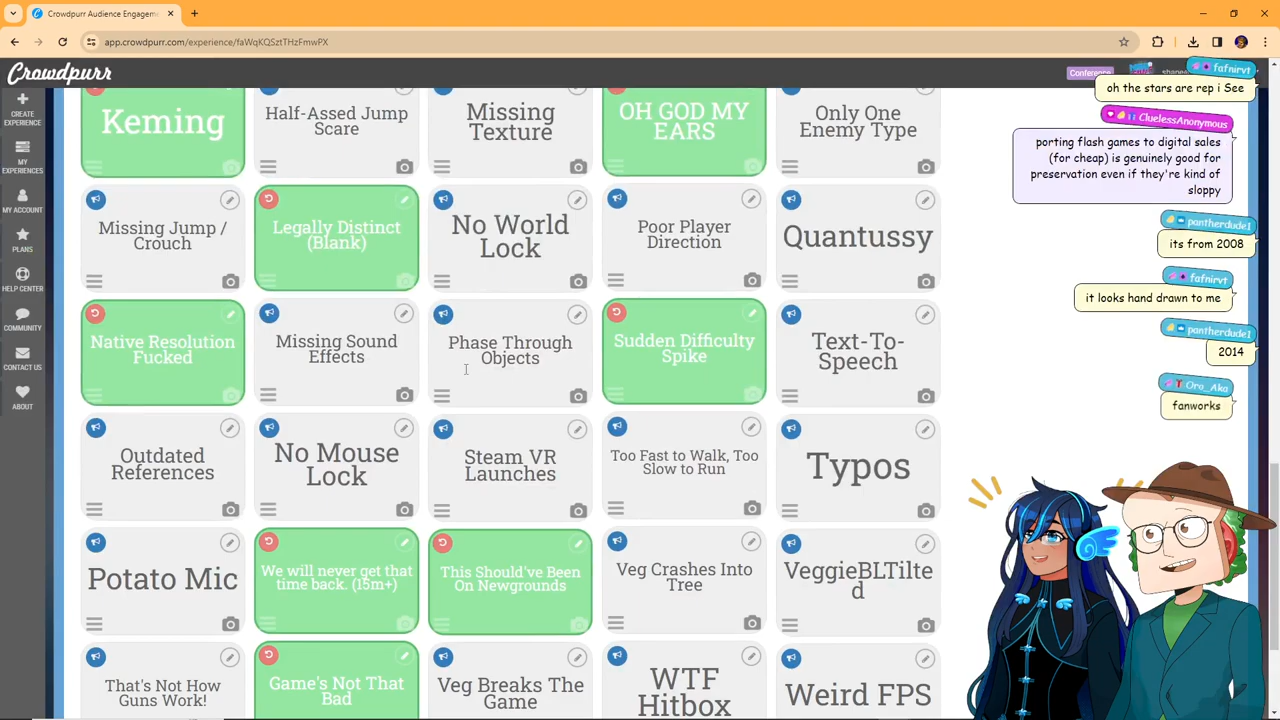 Crowdpurr Audience Engageme
app.crowdpurr.com/experience/faWqKQSztTHzFmwPX
Crowdpurr
Conference
CREATE
EXPERIENCE
MY
EXPERIENCES
MY ACCOUNT
PLANS
HELP CENTER
COMMUNITY
CONTACT US
ABOUT
Keming
Half-Assed Jump
Scare
Missing
Texture
OH GOD MY
EARS
Only One
Enemy Type
Missing Jump /
Crouch
Legally Distinct
(Blank)
No World
Lock
Poor Player
Direction
Quantussy
Native Resolution
Fucked
Missing Sound
Effects
Phase Through
Objects
Sudden Difficulty
Spike
Text-To-
Speech
Outdated
References
No Mouse
Lock
Steam VR
Launches
Too Fast to Walk, Too
Slow to Run
Typos
Potato Mic
We will never get that
time back. (15m+)
This Should've Been
On Newgrounds
Veg Crashes Into
Tree
VeggieBLTilte
d
That's Not How
Guns Work!
Game's Not That
Bad
Veg Breaks The
Game
WTF
Hitbox
Weird FPS
fafnirvt
oh the stars are rep i See
CluelessAnonymous
porting flash games to digital sales
(for cheap) is genuinely good for
preservation even if they're kind of
sloppy
pantherdude1
its from 2008
fafnirvt
it looks hand drawn to me
pantherdude1
2014
Oro_Aka
fanworks